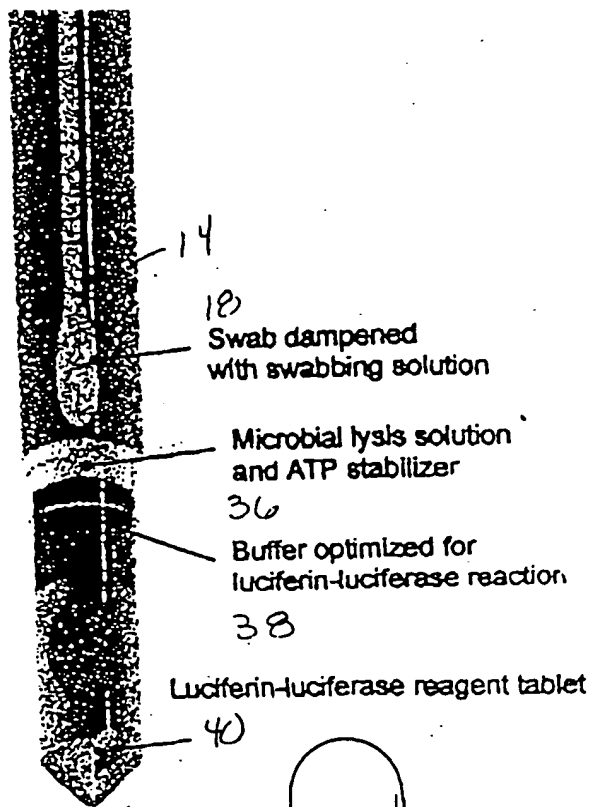 14
18
Swab dampened
with swabbing solution
Microbial lysis solution
and ATP stabilizer
36
Buffer optimized for
luciferin-luciferase reaction
38
Luciferin-luciferase reagent tablet
40